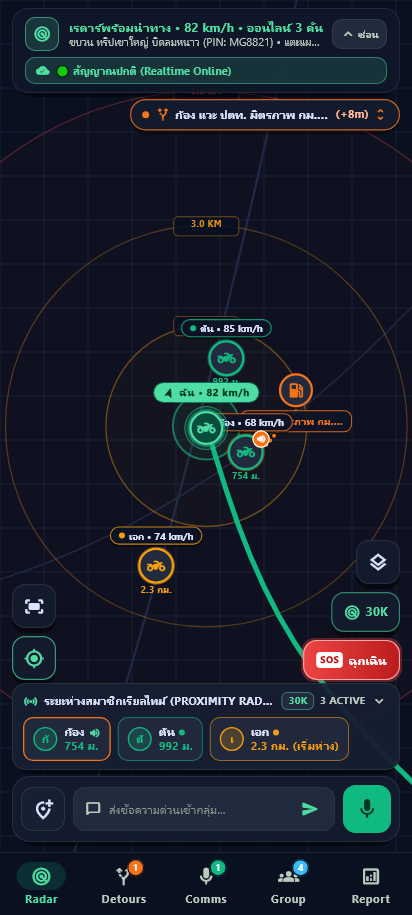 เรดาร์พร้อมนำทาง • 82 km/h • ออนไลน์ 3 คัน
ขบวน ทริปเขาใหญ่ บิดลมหนาว (PIN: MG8821) • แตะแผ...
ซ่อน
สัญญาณปกติ (Realtime Online)
ก้อง แวะ ปตท. มิตรภาพ กม.... (+8m)
3.0 KM
ตัน • 85 km/h
992 ม.
ฉัน • 82 km/h
ก้อง • 68 km/h
ภาพ กม....
754 ม.
เอก • 74 km/h
2.3 กม.
30K
SOS ฉุกเฉิน
ระยะห่างสมาชิกเรียลไทม์ (PROXIMITY RAD... 30K 3 ACTIVE
ก้ ก้อง 754 ม.
ตั ตัน 992 ม.
เ เอก 2.3 กม. (เริ่มห่าง)
ส่งข้อความด่วนเข้ากลุ่ม...
1 1 4
Radar Detours Comms Group Report